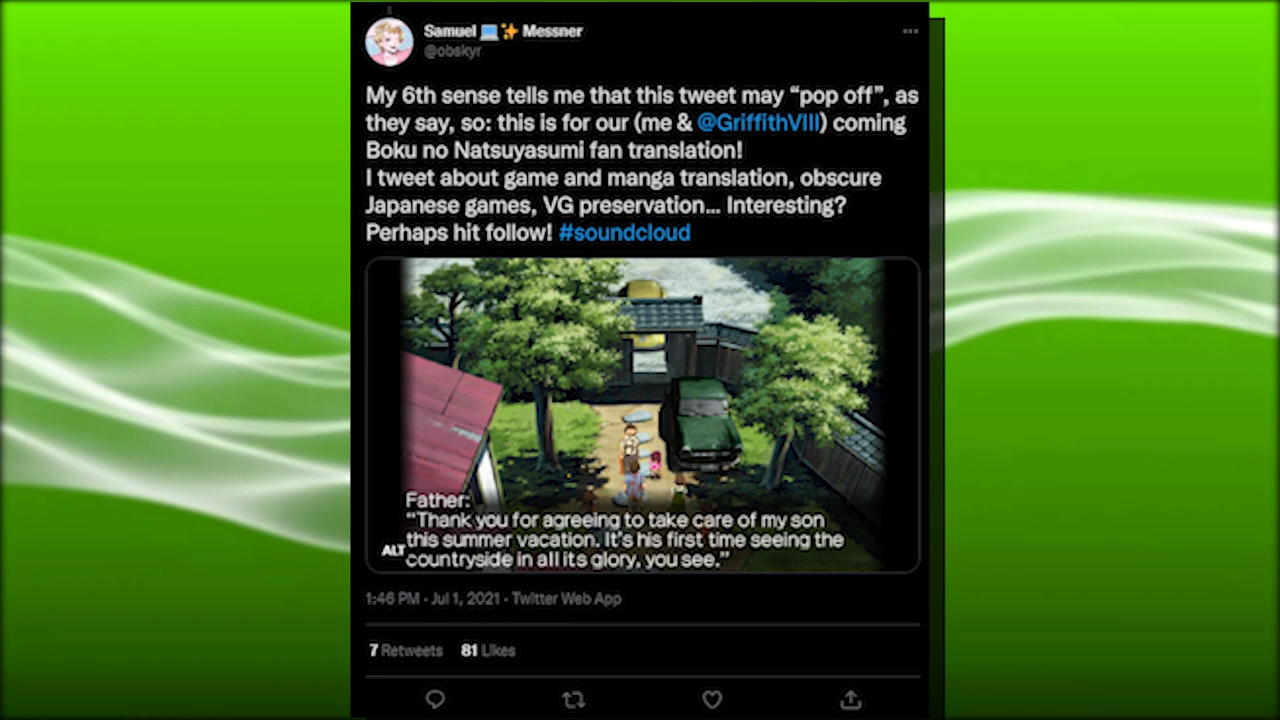 Samuel 💻✨ Messner
@obskyr
My 6th sense tells me that this tweet may “pop off”, as
they say, so: this is for our (me & @GriffithVIII) coming
Boku no Natsuyasumi fan translation!
I tweet about game and manga translation, obscure
Japanese games, VG preservation... Interesting?
Perhaps hit follow! #soundcloud
Father:
“Thank you for agreeing to take care of my son
this summer vacation. It’s his first time seeing the
countryside in all its glory, you see.”
ALT
1:46 PM · Jul 1, 2021 · Twitter Web App
7 Retweets 81 Likes